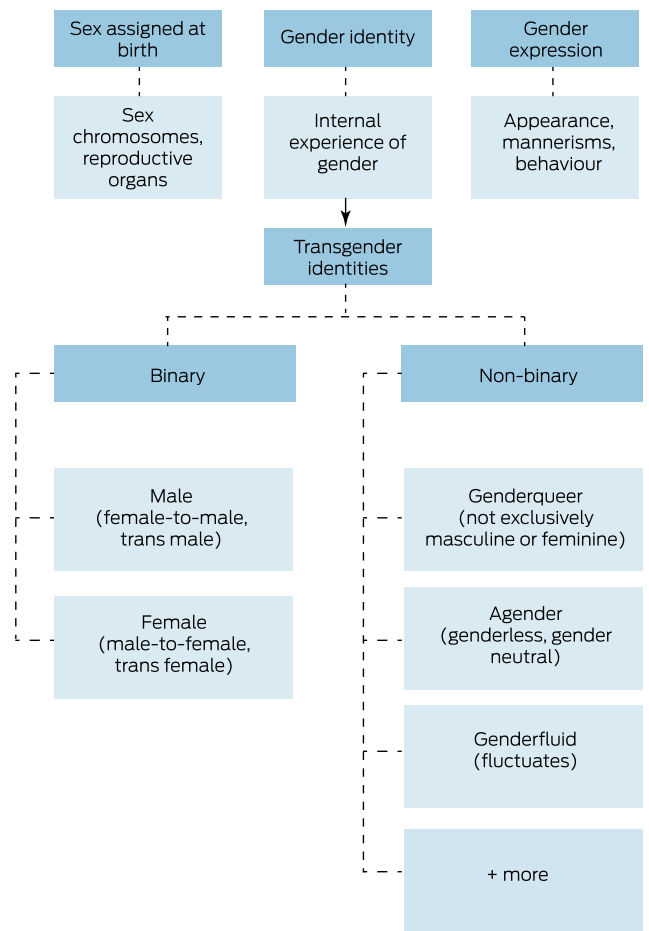 Sex assigned at
birth
Gender identity
Gender
expression
Sex
chromosomes,
reproductive
organs
Internal
experience of
gender
Appearance,
mannerisms,
behaviour
Transgender
identities
Binary
Non-binary
Male
(female-to-male,
trans male)
Female
(male-to-female,
trans female)
Genderqueer
(not exclusively
masculine or feminine)
Agender
(genderless, gender
neutral)
Genderfluid
(fluctuates)
+ more